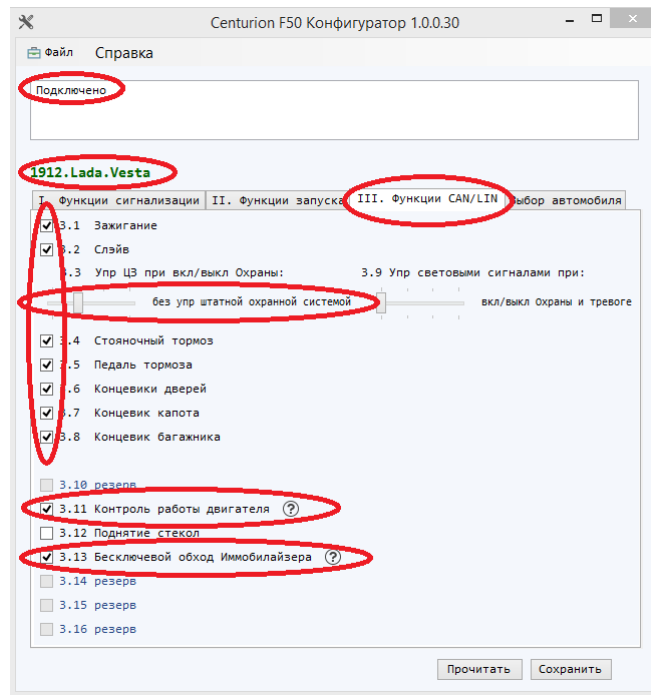 Centurion F50 Конфигуратор 1.0.0.30
Файл Справка
Подключено
1912.Lada.Vesta
I. Функции сигнализации II. Функции запуска III. Функции CAN/LIN Выбор автомобиля
3.1 Зажигание
3.2 Слэйв
3.3 Упр ЦЗ при вкл/выкл Охраны: 3.9 Упр световыми сигналами при:
без упр штатной охранной системой вкл/выкл Охраны и тревоге
3.4 Стояночный тормоз
3.5 Педаль тормоза
3.6 Концевики дверей
3.7 Концевик капота
3.8 Концевик багажника
3.10 резерв
3.11 Контроль работы двигателя ?
3.12 Поднятие стекол
3.13 Бесключевой обход Иммобилайзера ?
3.14 резерв
3.15 резерв
3.16 резерв
Прочитать Сохранить